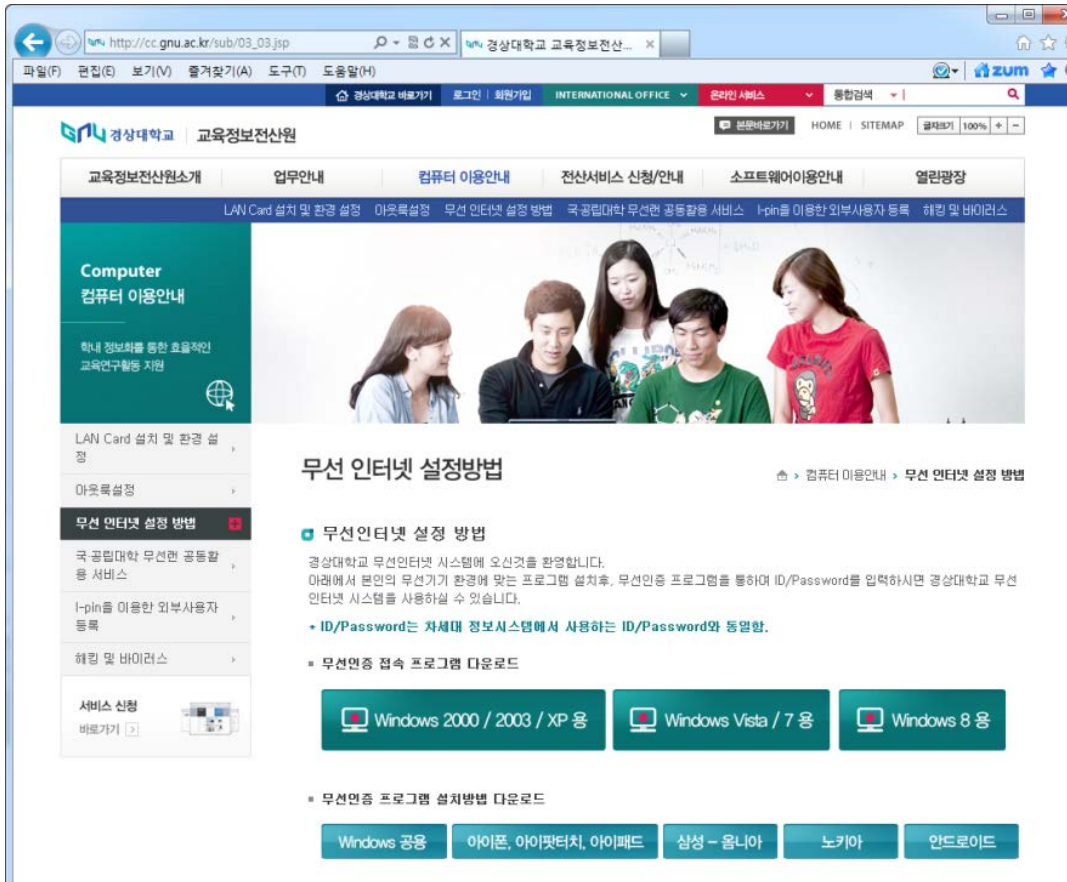 http://cc.gnu.ac.kr/sub/03_03.jsp
경상대학교 교육정보전산...
파일(F) 편집(E) 보기(V) 즐겨찾기(A) 도구(T) 도움말(H)
zum
경상대학교 바로가기 로그인 회원가입 INTERNATIONAL OFFICE 온라인 서비스 통합검색
GNU 경상대학교 교육정보전산원
본문바로가기 HOME SITEMAP 글자크기 100% + -
교육정보전산원소개 업무안내 컴퓨터 이용안내 전산서비스 신청/안내 소프트웨어이용안내 열린광장
LAN Card 설치 및 환경 설정 아웃룩설정 무선 인터넷 설정 방법 국·공립대학 무선랜 공동활용 서비스 I-pin을 이용한 외부사용자 등록 해킹 및 바이러스
Computer
컴퓨터 이용안내
학내 정보화를 통한 효율적인
교육연구활동 지원
LAN Card 설치 및 환경 설
정
아웃룩설정
무선 인터넷 설정 방법
국·공립대학 무선랜 공동활
용 서비스
I-pin을 이용한 외부사용자
등록
해킹 및 바이러스
서비스 신청
바로가기
무선 인터넷 설정방법
컴퓨터 이용안내 > 무선 인터넷 설정 방법
무선인터넷 설정 방법
경상대학교 무선인터넷 시스템에 오신것을 환영합니다.
아래에서 본인의 무선기기 환경에 맞는 프로그램 설치후, 무선인증 프로그램을 통하여 ID/Password를 입력하시면 경상대학교 무선
인터넷 시스템을 사용하실 수 있습니다.
* ID/Password는 차세대 정보시스템에서 사용하는 ID/Password와 동일함.
무선인증 접속 프로그램 다운로드
Windows 2000 / 2003 / XP 용 Windows Vista / 7 용 Windows 8 용
무선인증 프로그램 설치방법 다운로드
Windows 공용 아이폰, 아이팟터치, 아이패드 삼성 – 옴니아 노키아 안드로이드